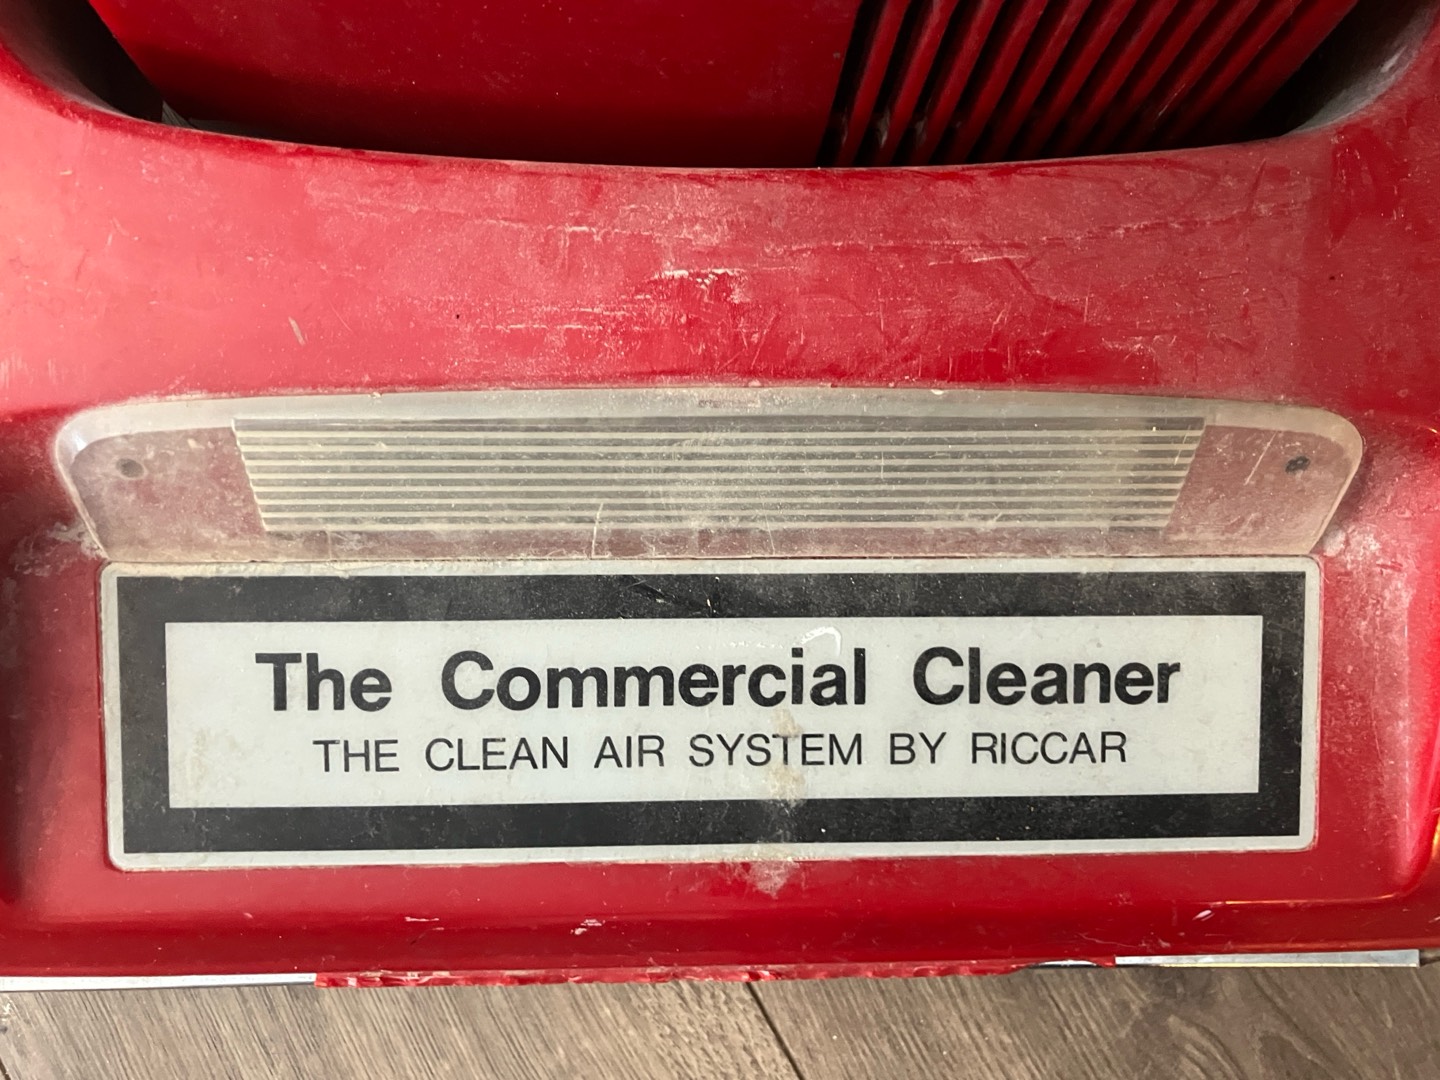 The Commercial Cleaner
THE CLEAN AIR SYSTEM BY RICCAR